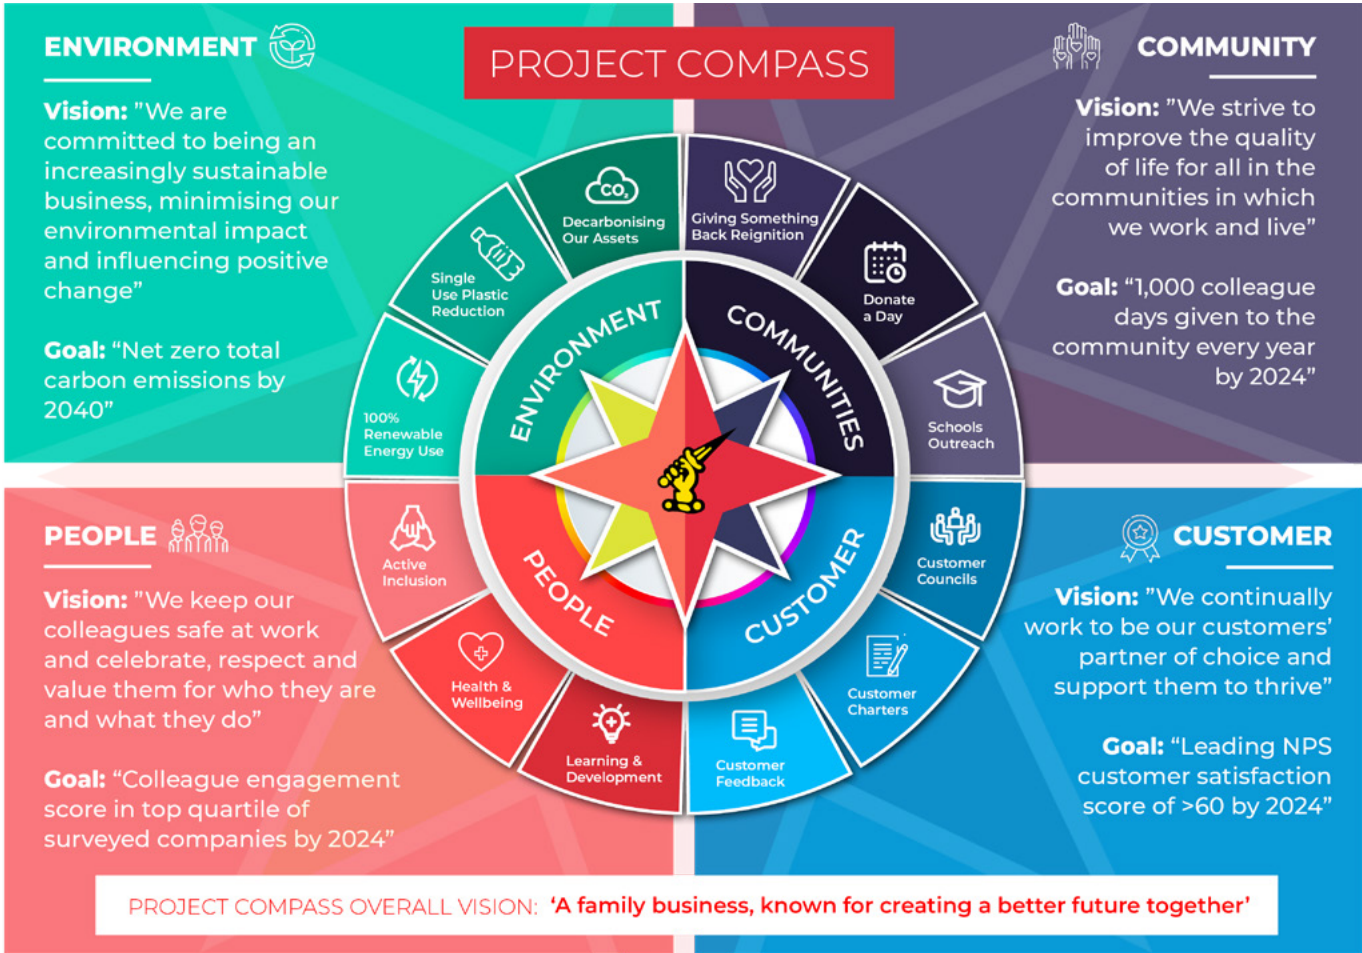 PROJECT COMPASS
ENVIRONMENT
Vision: ”We are
committed to being an
increasingly sustainable
business, minimising our
environmental impact
and influencing positive
change”
Goal: “Net zero total
carbon emissions by
2040”
COMMUNITY
Vision: ”We strive to
improve the quality
of life for all in the
communities in which
we work and live”
Goal: “1,000 colleague
days given to the
community every year
by 2024”
CO₂
Decarbonising
Our Assets
Single
Use Plastic
Reduction
100%
Renewable
Energy Use
Giving Something
Back Reignition
Donate
a Day
Schools
Outreach
ENVIRONMENT
COMMUNITIES
PEOPLE
CUSTOMER
Active
Inclusion
Health &
Wellbeing
Learning &
Development
Customer
Councils
Customer
Charters
Customer
Feedback
PEOPLE
Vision: ”We keep our
colleagues safe at work
and celebrate, respect and
value them for who they are
and what they do”
Goal: “Colleague engagement
score in top quartile of
surveyed companies by 2024”
CUSTOMER
Vision: ”We continually
work to be our customers’
partner of choice and
support them to thrive”
Goal: “Leading NPS
customer satisfaction
score of >60 by 2024”
PROJECT COMPASS OVERALL VISION: ‘A family business, known for creating a better future together’